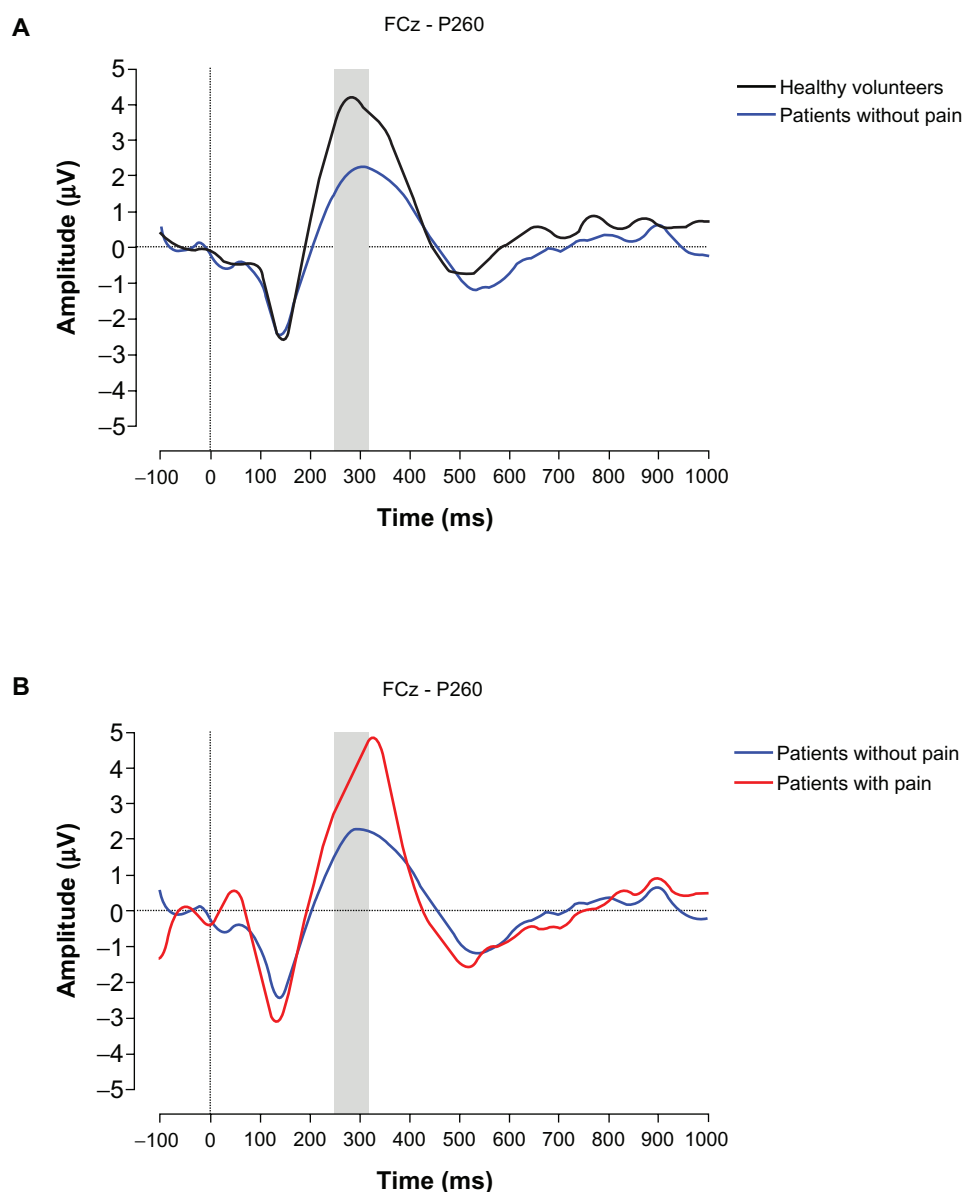 A
FCz - P260
Healthy volunteers
Patients without pain
Amplitude (µV)
5
4
3
2
1
0
–1
–2
–3
–4
–5
–100 0 100 200 300 400 500 600 700 800 900 1000
Time (ms)
B
FCz - P260
Patients without pain
Patients with pain
Amplitude (µV)
5
4
3
2
1
0
–1
–2
–3
–4
–5
–100 0 100 200 300 400 500 600 700 800 900 1000
Time (ms)